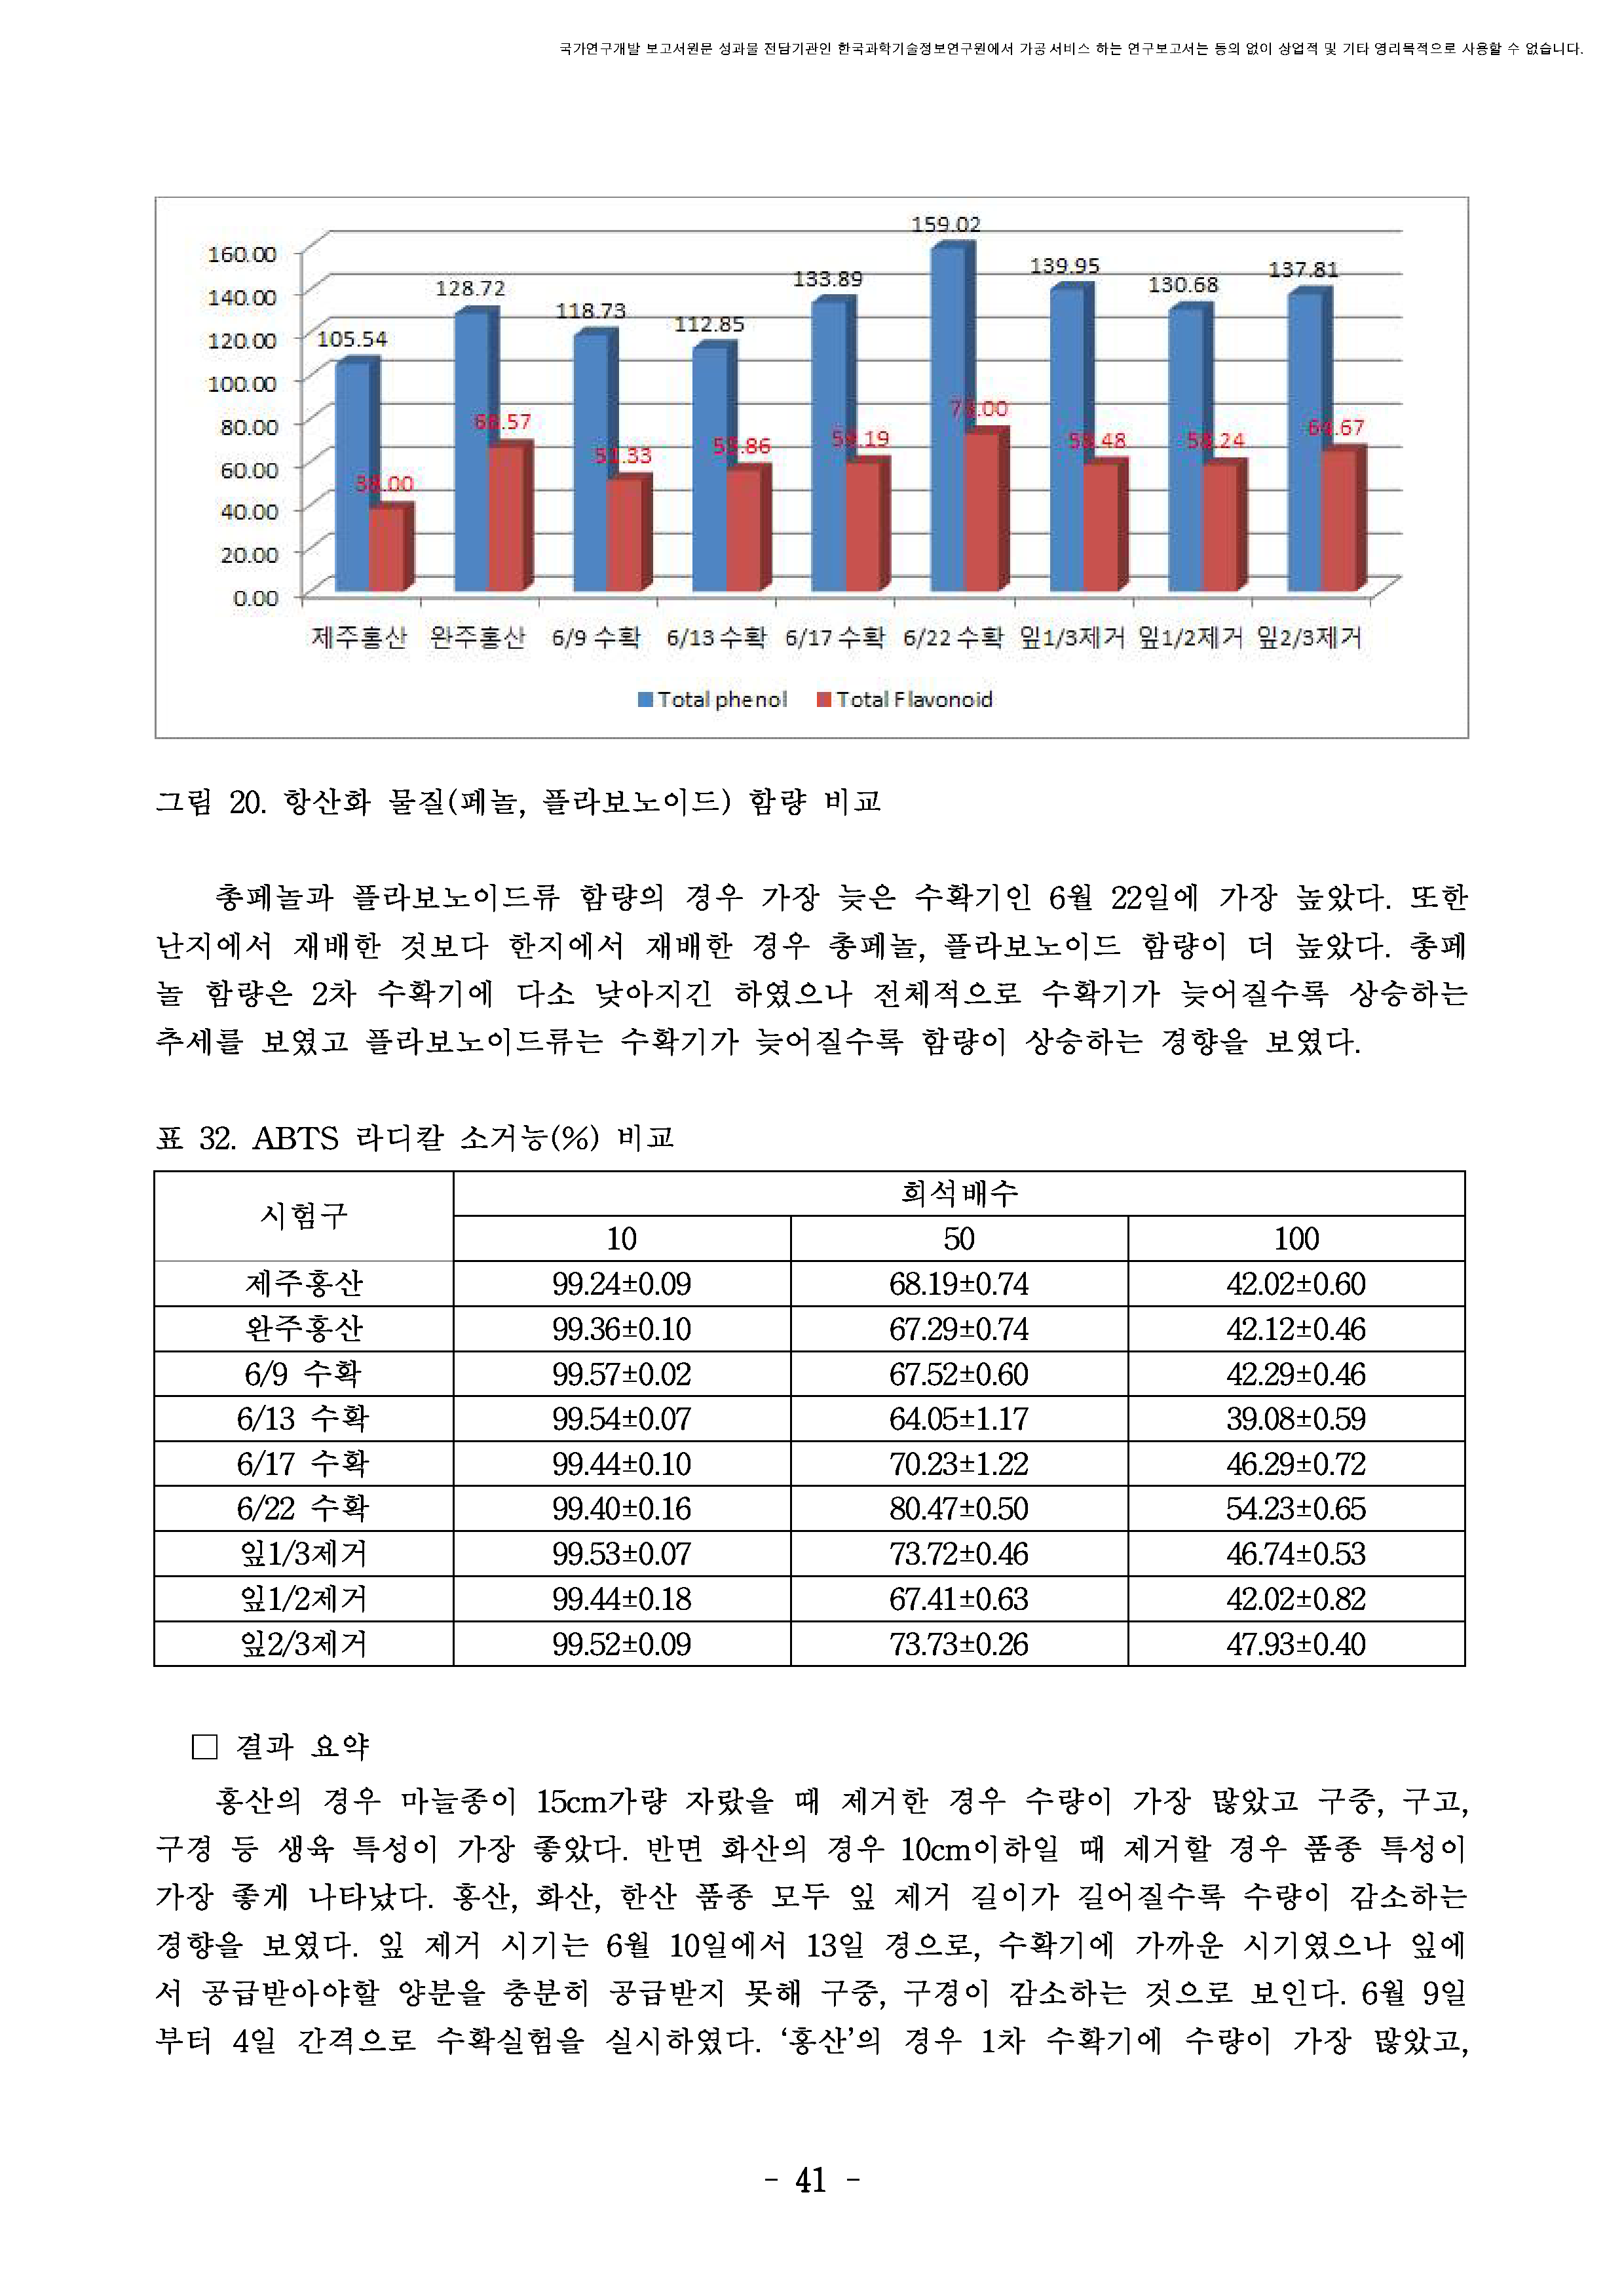 국가연구개발 보고서원문 성과물 전담기관인 한국과학기술정보연구원에서 가공·서비스 하는 연구보고서는 동의 없이 상업적 및 기타 영리목적으로 사용할 수 없습니다.
160.00
140.00
120.00
100.00
80.00
60.00
40.00
20.00
0.00
105.54 128.72 118.73 112.85 133.89 159.02 139.95 130.68 137.81
제주홍산 완주홍산 6/9 수확 6/13 수확 6/17 수확 6/22 수확 잎1/3제거 잎1/2제거 잎2/3제거
Total phenol Total Flavonoid
그림 20. 항산화 물질(페놀, 플라보노이드) 함량 비교
총페놀과 플라보노이드류 함량의 경우 가장 늦은 수확기인 6월 22일에 가장 높았다. 또한
난지에서 재배한 것보다 한지에서 재배한 경우 총페놀, 플라보노이드 함량이 더 높았다. 총페
놀 함량은 2차 수확기에 다소 낮아지긴 하였으나 전체적으로 수확기가 늦어질수록 상승하는
추세를 보였고 플라보노이드류는 수확기가 늦어질수록 함량이 상승하는 경향을 보였다.
표 32. ABTS 라디칼 소거능(%) 비교
시험구 희석배수
10 50 100
제주홍산 99.24±0.09 68.19±0.74 42.02±0.60
완주홍산 99.36±0.10 67.29±0.74 42.12±0.46
6/9 수확 99.57±0.02 67.52±0.60 42.29±0.46
6/13 수확 99.54±0.07 64.05±1.17 39.08±0.59
6/17 수확 99.44±0.10 70.23±1.22 46.29±0.72
6/22 수확 99.40±0.16 80.47±0.50 54.23±0.65
잎1/3제거 99.53±0.07 73.72±0.46 46.74±0.53
잎1/2제거 99.44±0.18 67.41±0.63 42.02±0.82
잎2/3제거 99.52±0.09 73.73±0.26 47.93±0.40
□ 결과 요약
홍산의 경우 마늘종이 15cm가량 자랐을 때 제거한 경우 수량이 가장 많았고 구중, 구고,
구경 등 생육 특성이 가장 좋았다. 반면 화산의 경우 10cm이하일 때 제거할 경우 품종 특성이
가장 좋게 나타났다. 홍산, 화산, 한산 품종 모두 잎 제거 길이가 길어질수록 수량이 감소하는
경향을 보였다. 잎 제거 시기는 6월 10일에서 13일 경으로, 수확기에 가까운 시기였으나 잎에
서 공급받아야할 양분을 충분히 공급받지 못해 구중, 구경이 감소하는 것으로 보인다. 6월 9일
부터 4일 간격으로 수확실험을 실시하였다. ‘홍산’의 경우 1차 수확기에 수량이 가장 많았고,
- 41 -